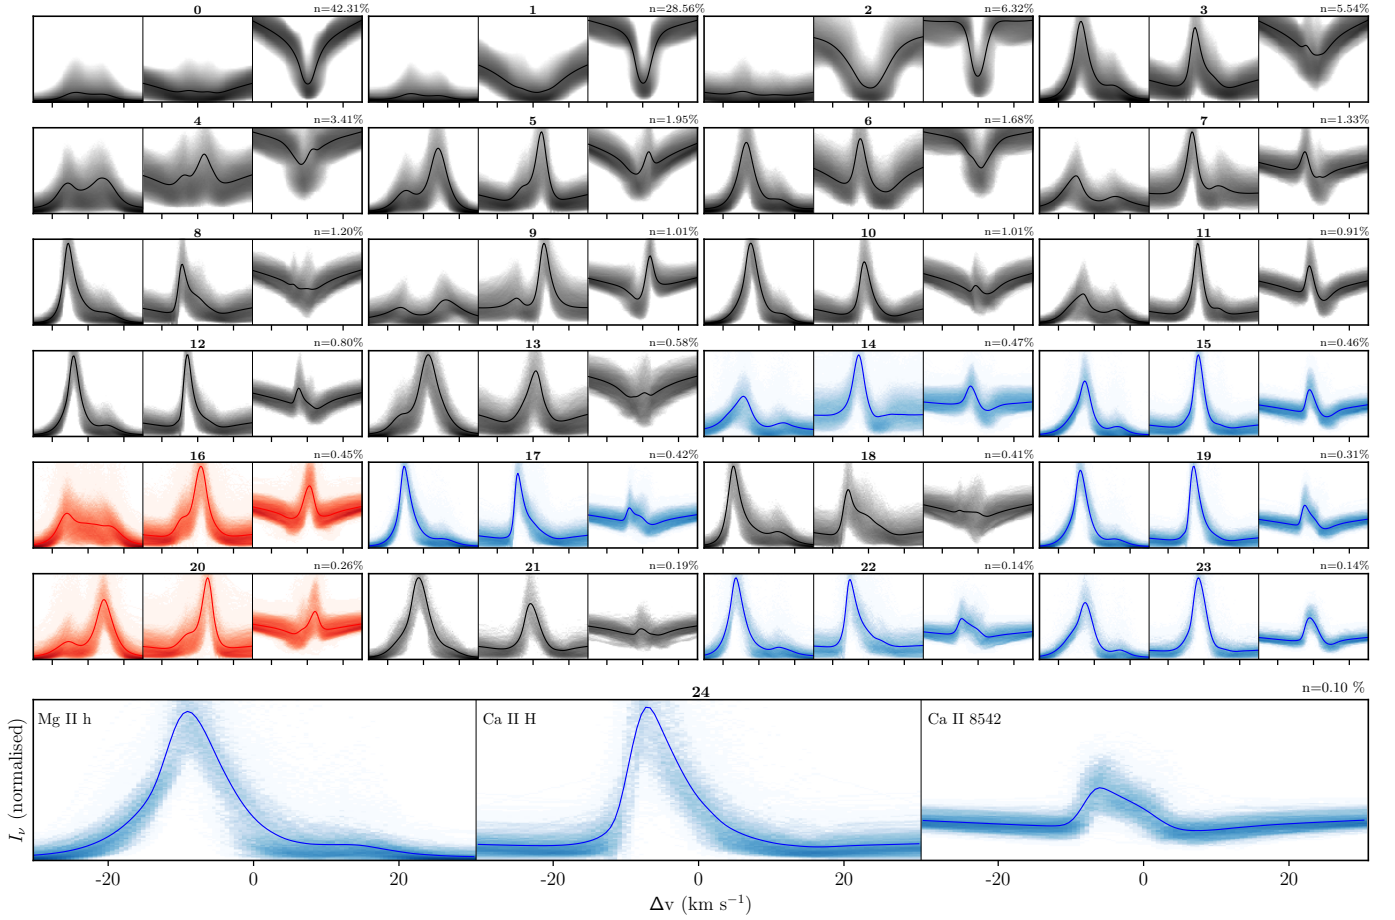 0 n=42.31% 1 n=28.56% 2 n=6.32% 3 n=5.54%
4 n=3.41% 5 n=1.95% 6 n=1.68% 7 n=1.33%
8 n=1.20% 9 n=1.01% 10 n=1.01% 11 n=0.91%
12 n=0.80% 13 n=0.58% 14 n=0.47% 15 n=0.46%
16 n=0.45% 17 n=0.42% 18 n=0.41% 19 n=0.31%
20 n=0.26% 21 n=0.19% 22 n=0.14% 23 n=0.14%
24 n=0.10 %
Mg II h Ca II H Ca II 8542
I_ν (normalised)
-20 0 20 -20 0 20 -20 0 20
Δv (km s⁻¹)